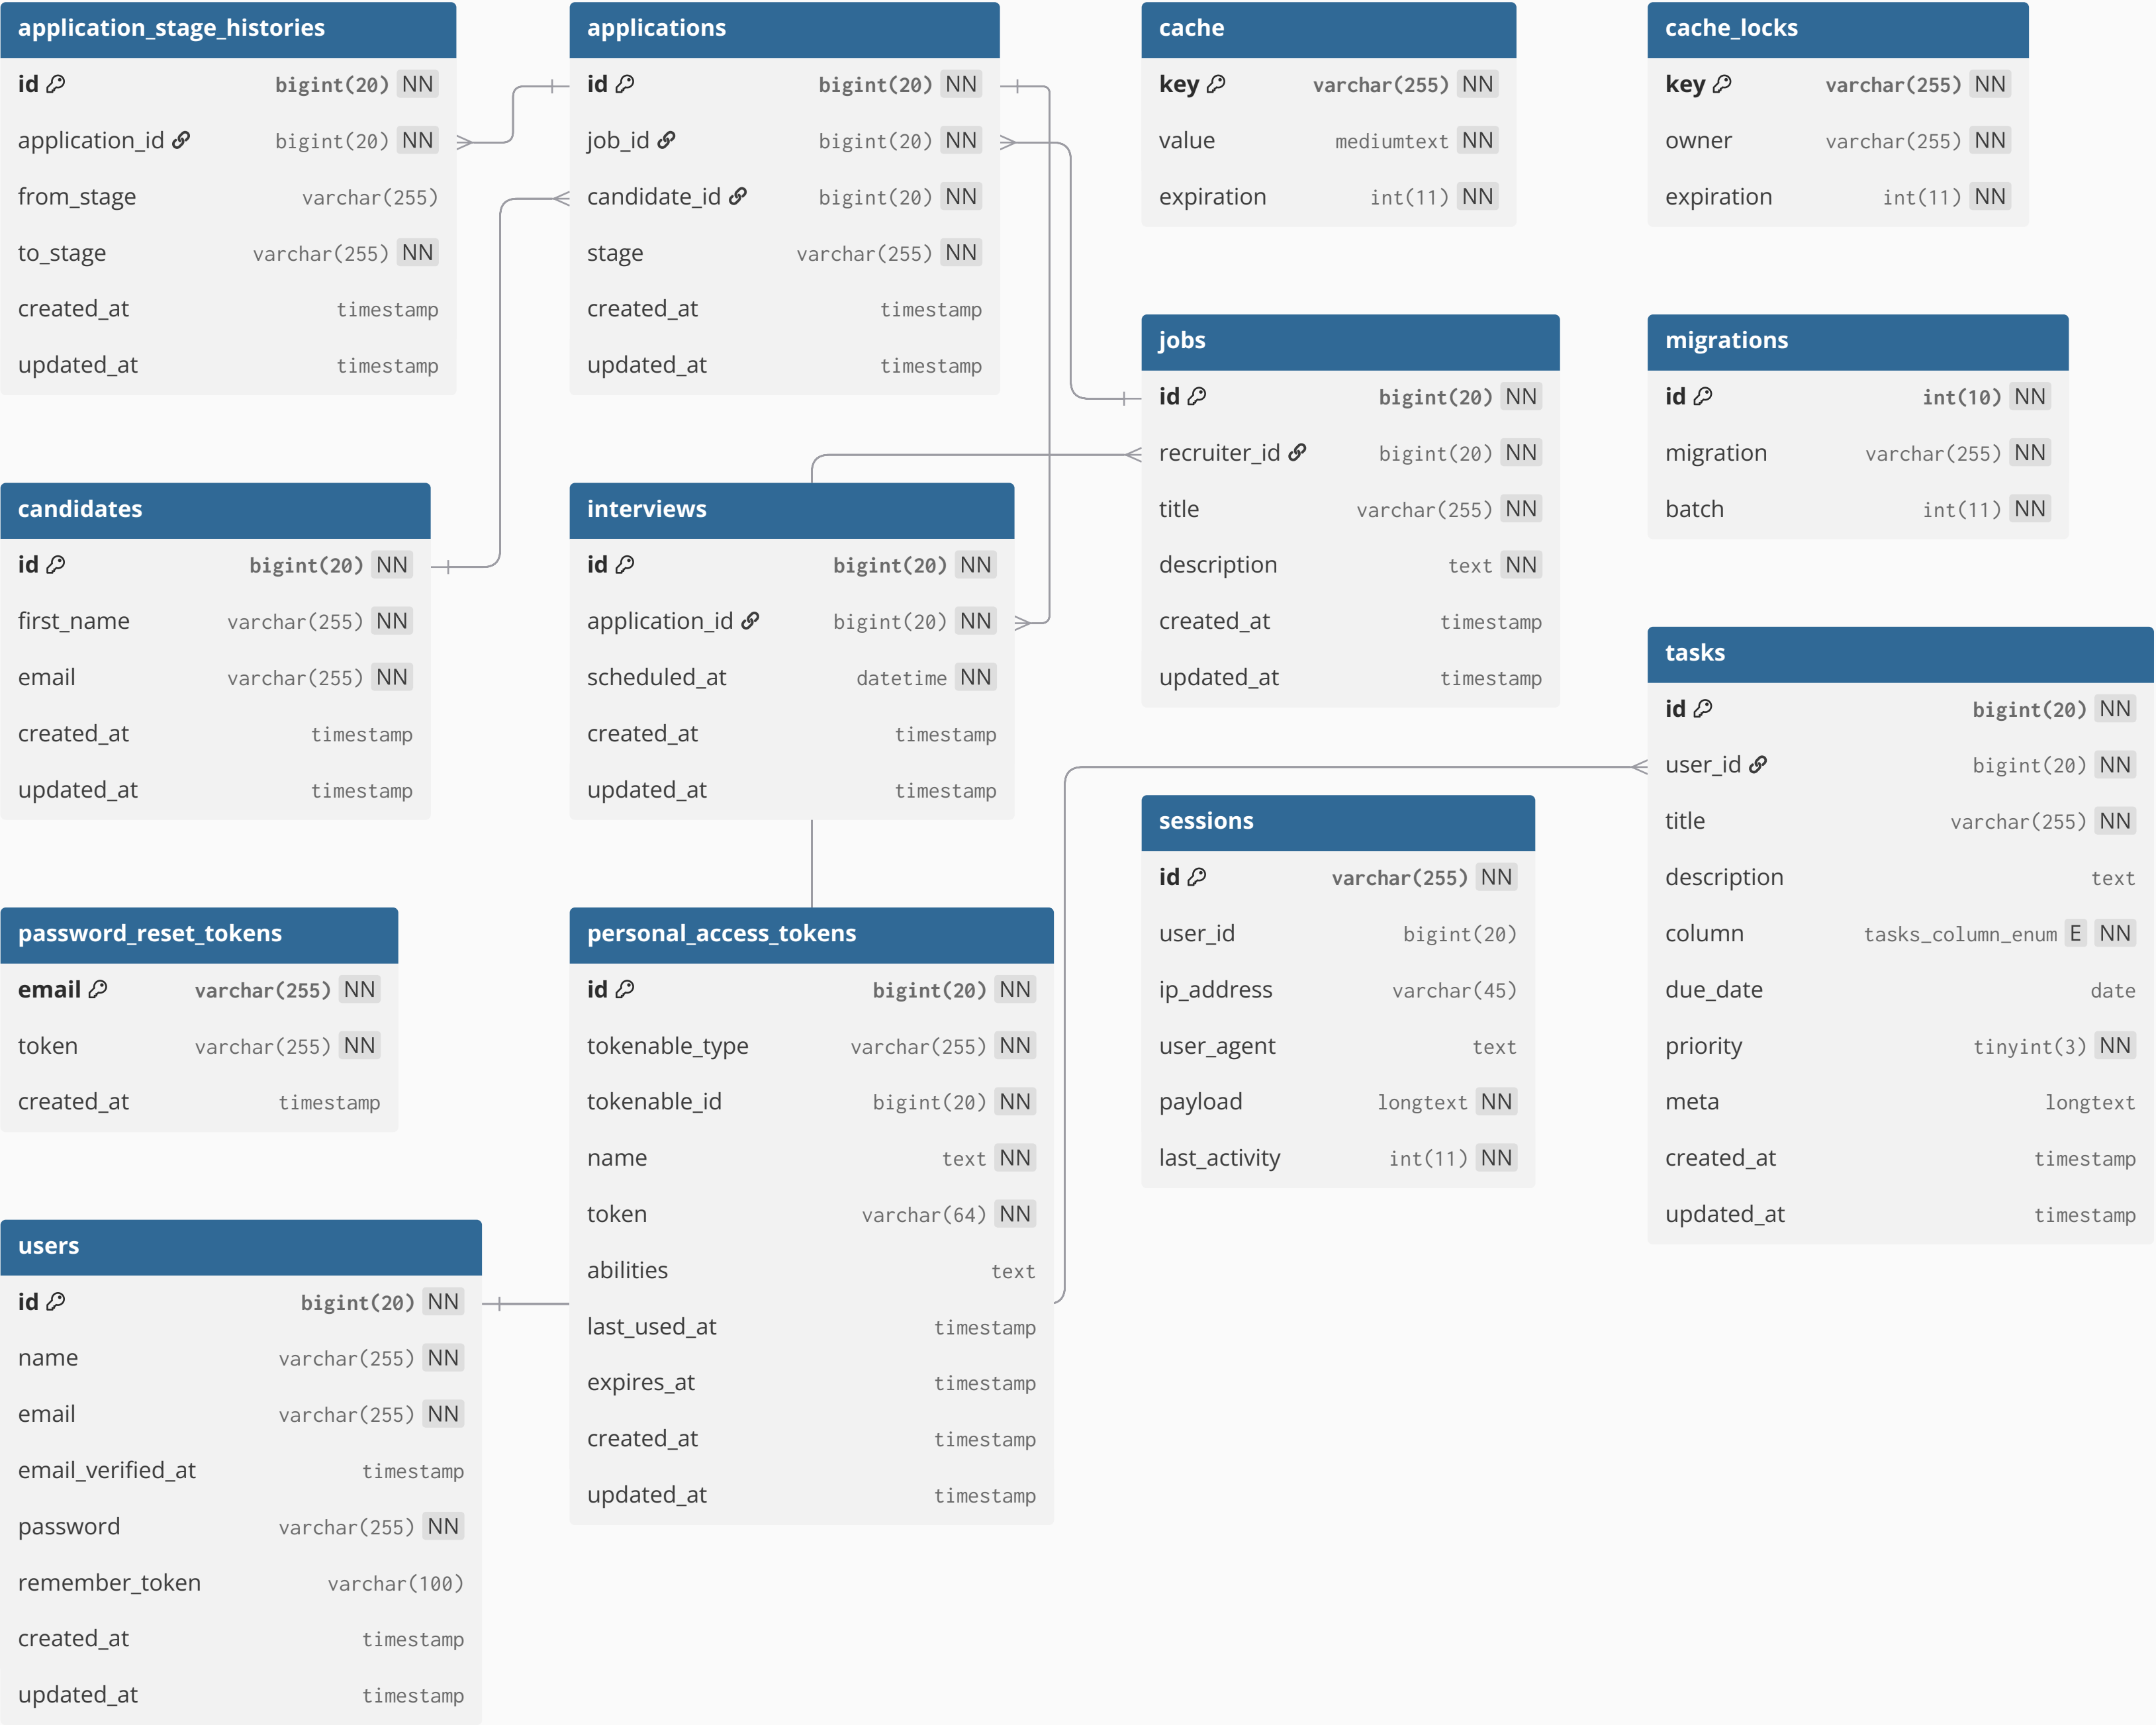 application_stage_histories
id bigint(20) NN
application_id bigint(20) NN
from_stage varchar(255)
to_stage varchar(255) NN
created_at timestamp
updated_at timestamp
applications
id bigint(20) NN
job_id bigint(20) NN
candidate_id bigint(20) NN
stage varchar(255) NN
created_at timestamp
updated_at timestamp
cache
key varchar(255) NN
value mediumtext NN
expiration int(11) NN
cache_locks
key varchar(255) NN
owner varchar(255) NN
expiration int(11) NN
jobs
id bigint(20) NN
recruiter_id bigint(20) NN
title varchar(255) NN
description text NN
created_at timestamp
updated_at timestamp
migrations
id int(10) NN
migration varchar(255) NN
batch int(11) NN
candidates
id bigint(20) NN
first_name varchar(255) NN
email varchar(255) NN
created_at timestamp
updated_at timestamp
interviews
id bigint(20) NN
application_id bigint(20) NN
scheduled_at datetime NN
created_at timestamp
updated_at timestamp
tasks
id bigint(20) NN
user_id bigint(20) NN
title varchar(255) NN
description text
column tasks_column_enum E NN
due_date date
priority tinyint(3) NN
meta longtext
created_at timestamp
updated_at timestamp
sessions
id varchar(255) NN
user_id bigint(20)
ip_address varchar(45)
user_agent text
payload longtext NN
last_activity int(11) NN
password_reset_tokens
email varchar(255) NN
token varchar(255) NN
created_at timestamp
personal_access_tokens
id bigint(20) NN
tokenable_type varchar(255) NN
tokenable_id bigint(20) NN
name text NN
token varchar(64) NN
abilities text
last_used_at timestamp
expires_at timestamp
created_at timestamp
updated_at timestamp
users
id bigint(20) NN
name varchar(255) NN
email varchar(255) NN
email_verified_at timestamp
password varchar(255) NN
remember_token varchar(100)
created_at timestamp
updated_at timestamp